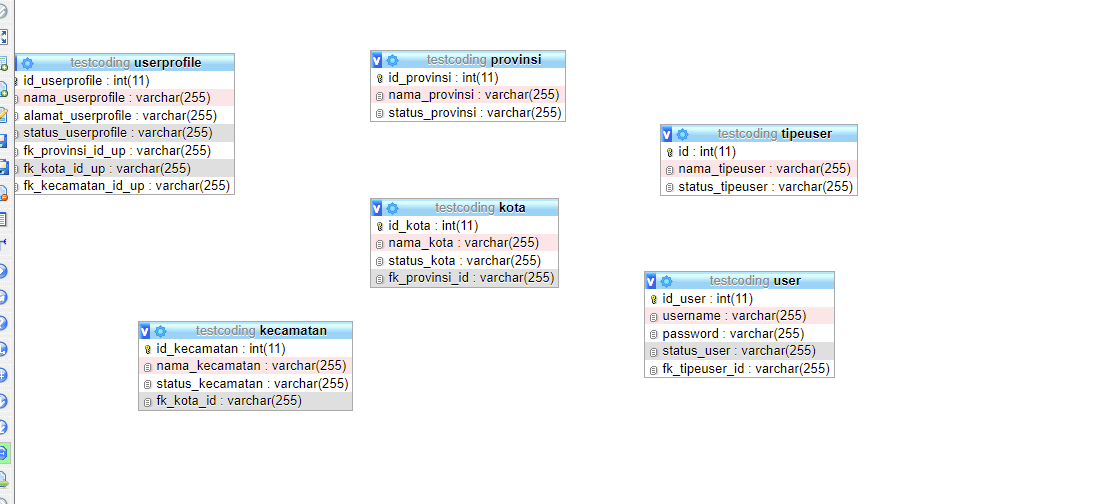 testcoding userprofile
id_userprofile : int(11)
nama_userprofile : varchar(255)
alamat_userprofile : varchar(255)
status_userprofile : varchar(255)
fk_provinsi_id_up : varchar(255)
fk_kota_id_up : varchar(255)
fk_kecamatan_id_up : varchar(255)
v testcoding provinsi
id_provinsi : int(11)
nama_provinsi : varchar(255)
status_provinsi : varchar(255)
v testcoding tipeuser
id : int(11)
nama_tipeuser : varchar(255)
status_tipeuser : varchar(255)
v testcoding kota
id_kota : int(11)
nama_kota : varchar(255)
status_kota : varchar(255)
fk_provinsi_id : varchar(255)
v testcoding user
id_user : int(11)
username : varchar(255)
password : varchar(255)
status_user : varchar(255)
fk_tipeuser_id : varchar(255)
v testcoding kecamatan
id_kecamatan : int(11)
nama_kecamatan : varchar(255)
status_kecamatan : varchar(255)
fk_kota_id : varchar(255)